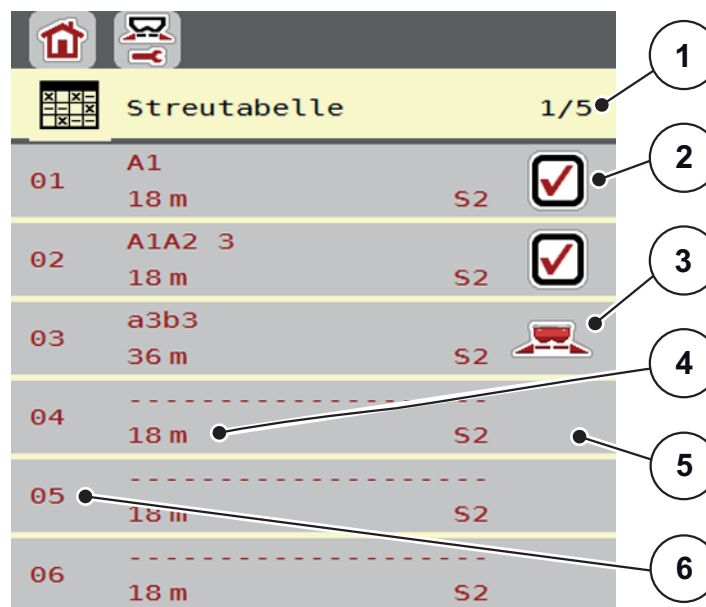 Streutabelle 1/5
01 A1
18 m S2
02 A1A2 3
18 m S2
03 a3b3
36 m S2
04 --------------------
18 m S2
05 --------------------
18 m S2
06 --------------------
18 m S2
1
2
3
4
5
6